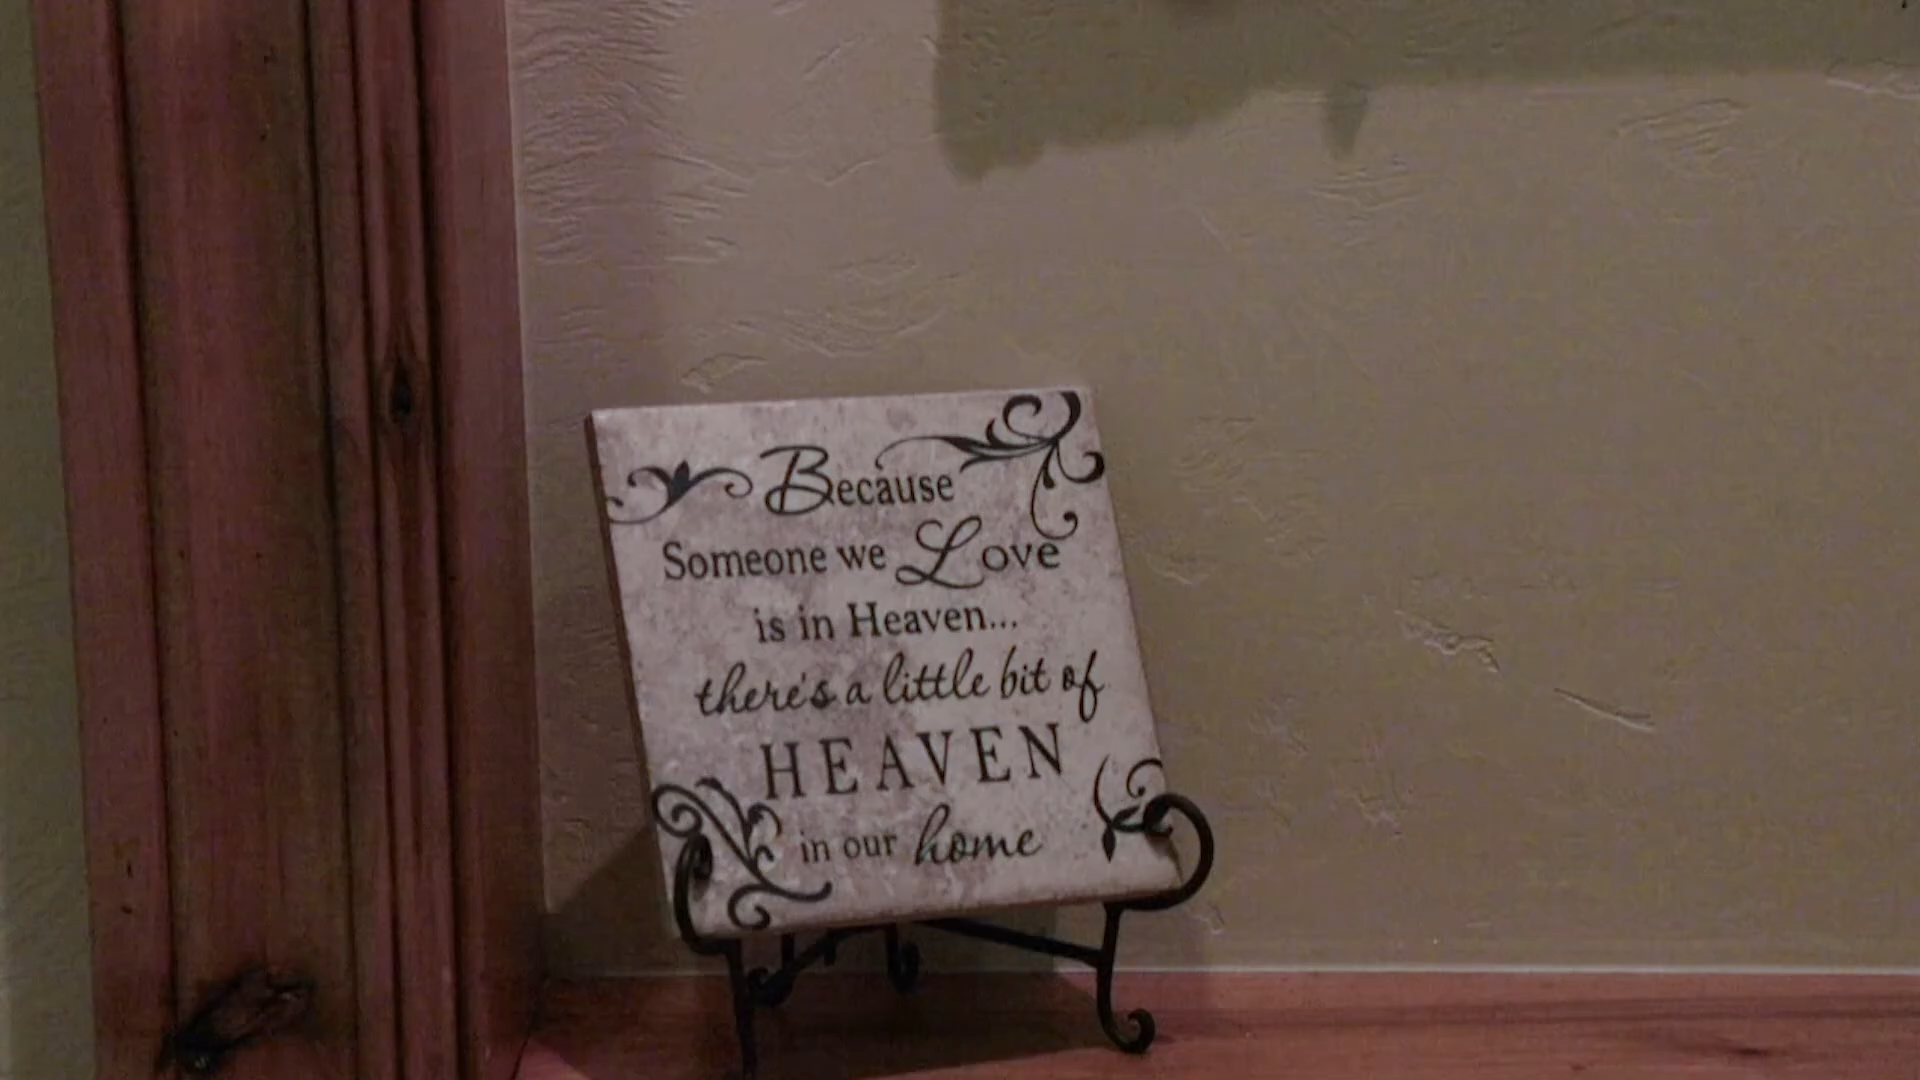 Because
Someone we Love
is in Heaven...
there's a little bit of
HEAVEN
in our home